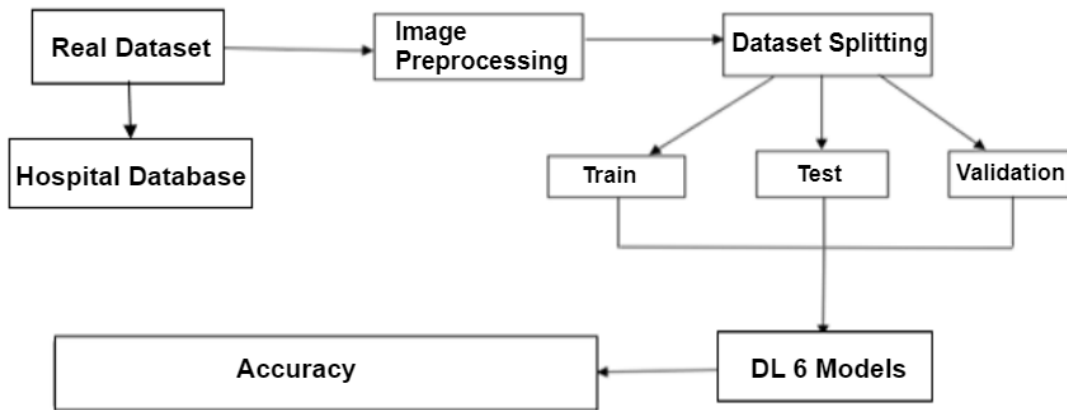 Real Dataset
Image
Preprocessing
Dataset Splitting
Hospital Database
Train
Test
Validation
Accuracy
DL 6 Models